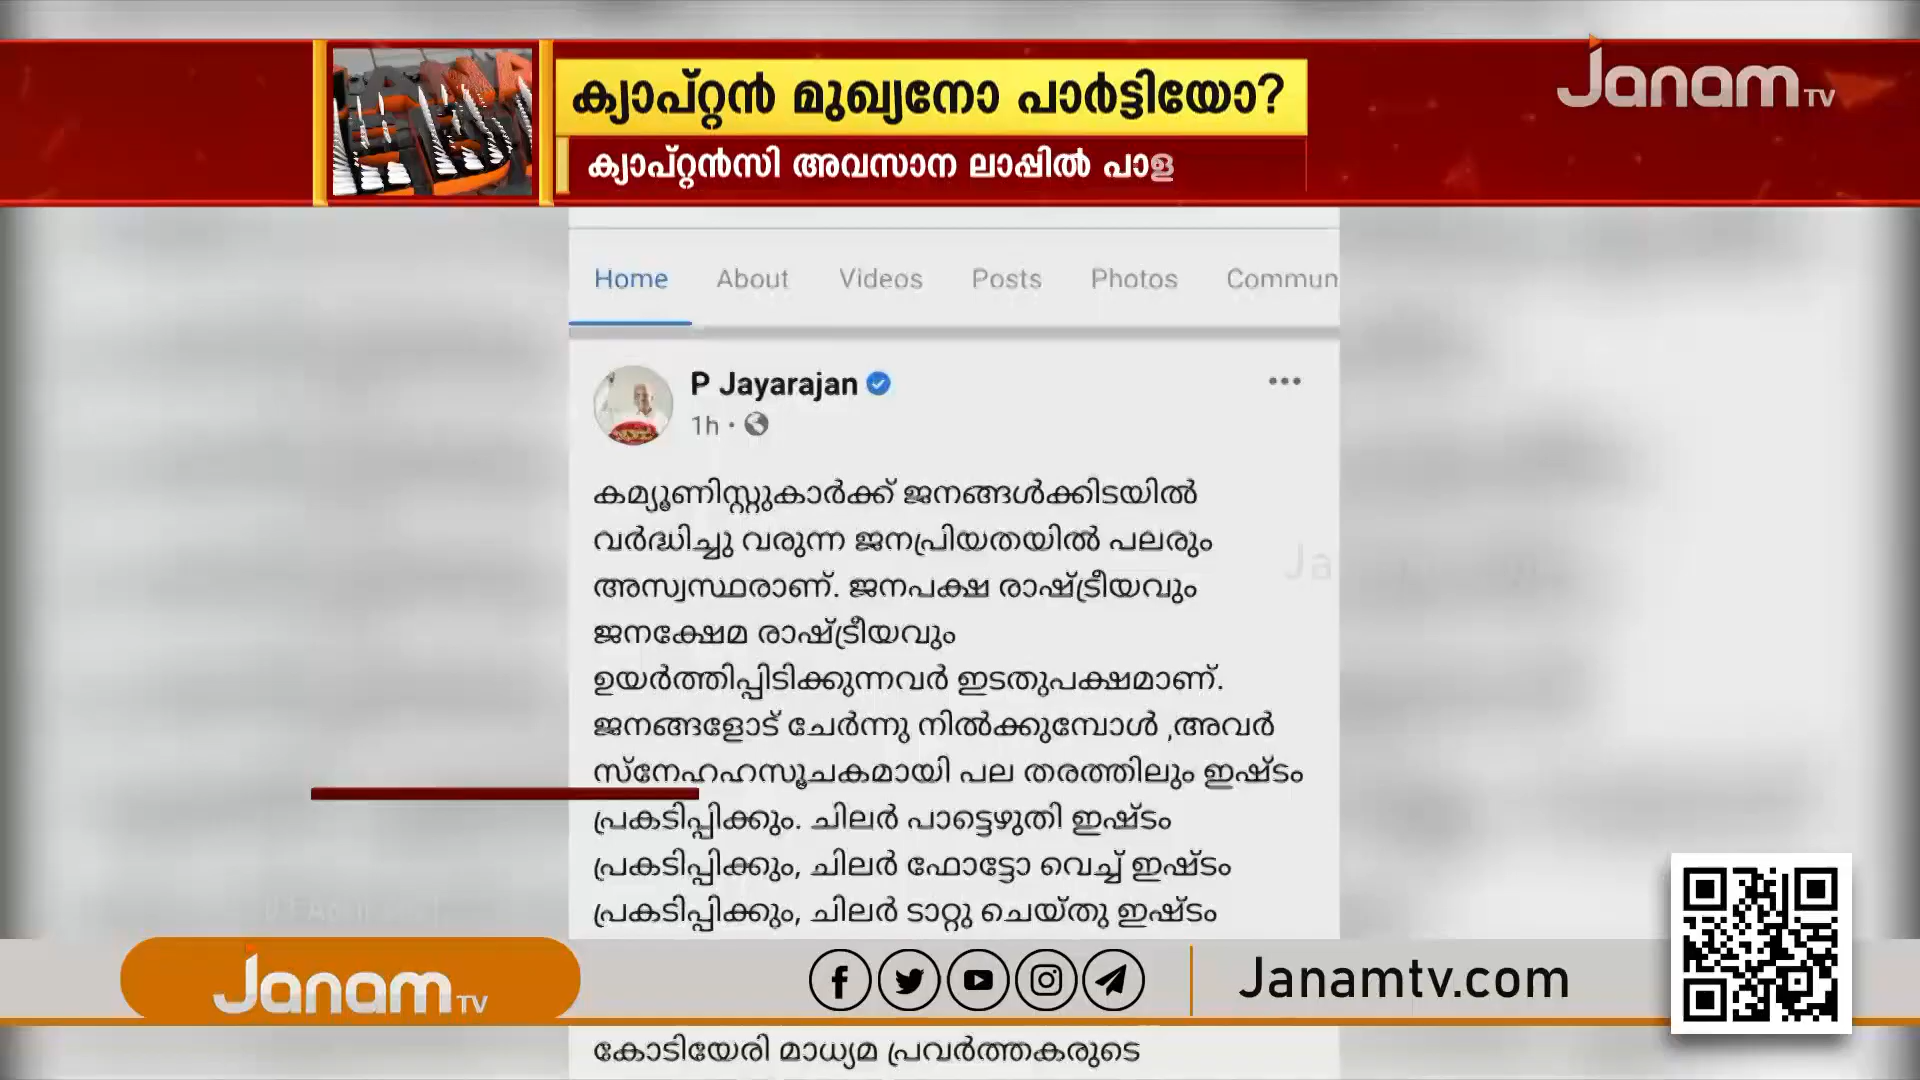 ക്യാപ്റ്റൻ മുഖ്യനോ പാർട്ടിയോ?
Janam TV
ക്യാപ്റ്റൻസി അവസാന ലാപ്പിൽ പാള
Home About Videos Posts Photos Commun
P Jayarajan
1h
കമ്യൂണിസ്റ്റുകാർക്ക് ജനങ്ങൾക്കിടയിൽ
വർദ്ധിച്ചു വരുന്ന ജനപ്രിയതയിൽ പലരും
അസ്വസ്ഥരാണ്. ജനപക്ഷ രാഷ്ട്രീയവും
ജനക്ഷേമ രാഷ്ട്രീയവും
ഉയർത്തിപ്പിടിക്കുന്നവർ ഇടതുപക്ഷമാണ്.
ജനങ്ങളോട് ചേർന്നു നിൽക്കുമ്പോൾ ,അവർ
സ്നേഹഹസൂചകമായി പല തരത്തിലും ഇഷ്ടം
പ്രകടിപ്പിക്കും. ചിലർ പാട്ടെഴുതി ഇഷ്ടം
പ്രകടിപ്പിക്കും, ചിലർ ഫോട്ടോ വെച്ച് ഇഷ്ടം
പ്രകടിപ്പിക്കും, ചിലർ ടാറ്റു ചെയ്തു ഇഷ്ടം
Janam TV
Janamtv.com
കോടിയേരി മാധ്യമ പ്രവർത്തകരുടെ